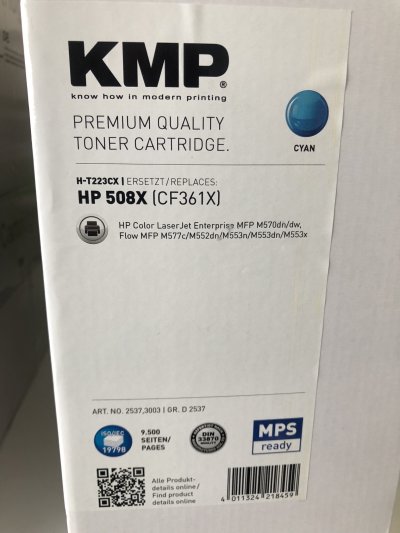 KMP®
know how in modern printing
PREMIUM QUALITY
TONER CARTRIDGE.
CYAN
H-T223CX | ERSETZT/REPLACES:
HP 508X (CF361X)
HP Color LaserJet Enterprise MFP M570dn/dw,
Flow MFP M577c/M552dn/M553n/M553dn/M553x
ART. NO. 2537,3003 | GR. D 2537
ISO/IEC
19798
9.500
SEITEN/
PAGES
DIN
33870
MPS
ready
Alle Produkt-
details online/
Find product
details online
4 011324 218459